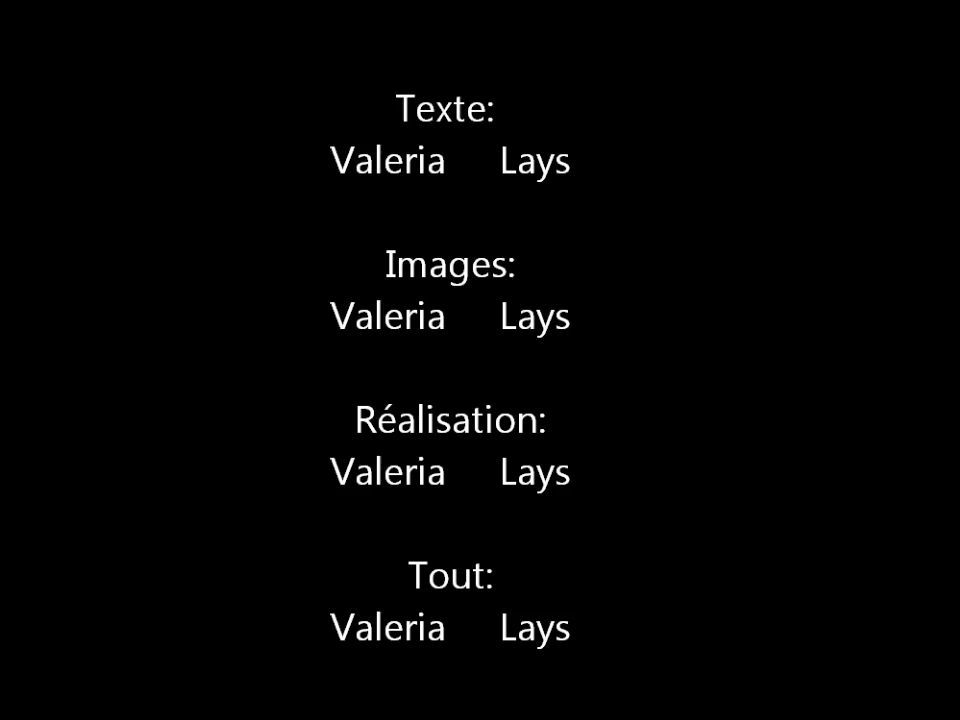 Texte:
Valeria Lays
Images:
Valeria Lays
Réalisation:
Valeria Lays
Tout:
Valeria Lays